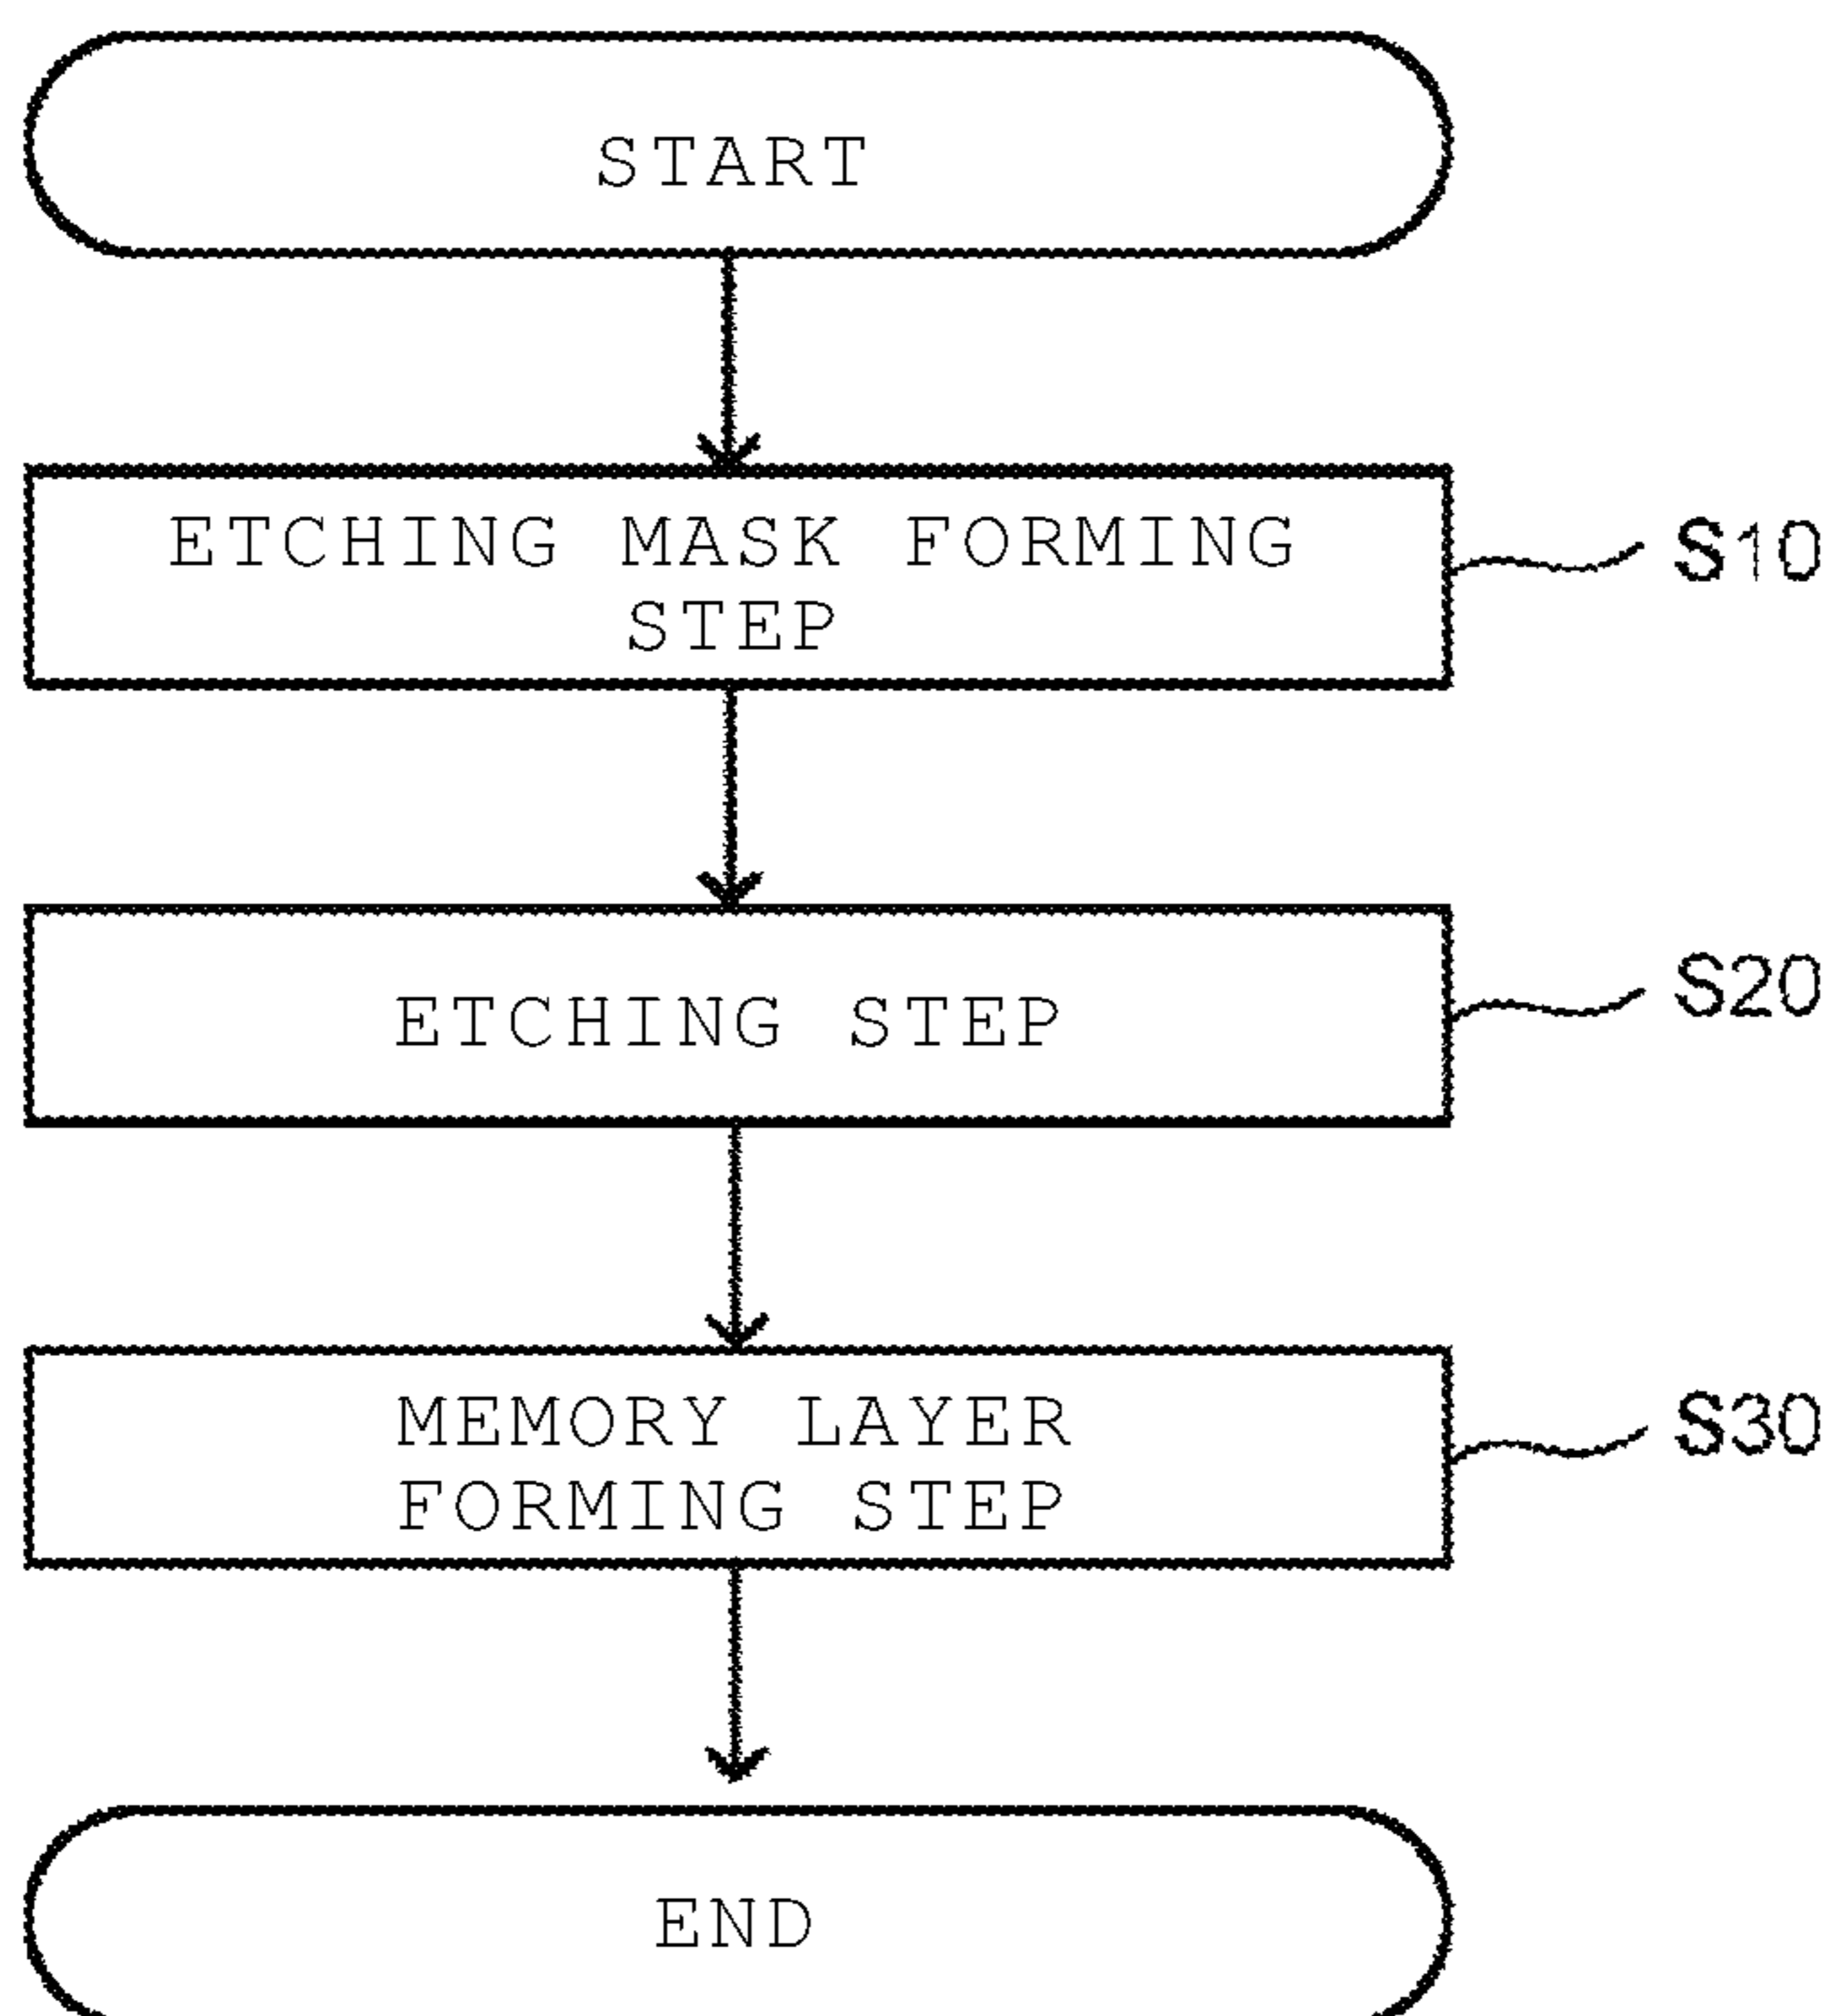 START
ETCHING MASK FORMING
STEP
S10
ETCHING STEP
S20
MEMORY LAYER
FORMING STEP
S30
END